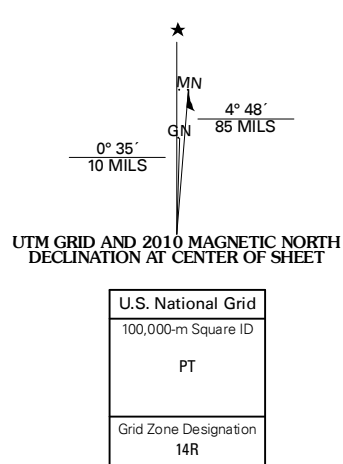 ★
MN
4° 48´
85 MILS
GN
0° 35´
10 MILS
UTM GRID AND 2010 MAGNETIC NORTH
DECLINATION AT CENTER OF SHEET
U.S. National Grid
100,000-m Square ID
PT
Grid Zone Designation
14R